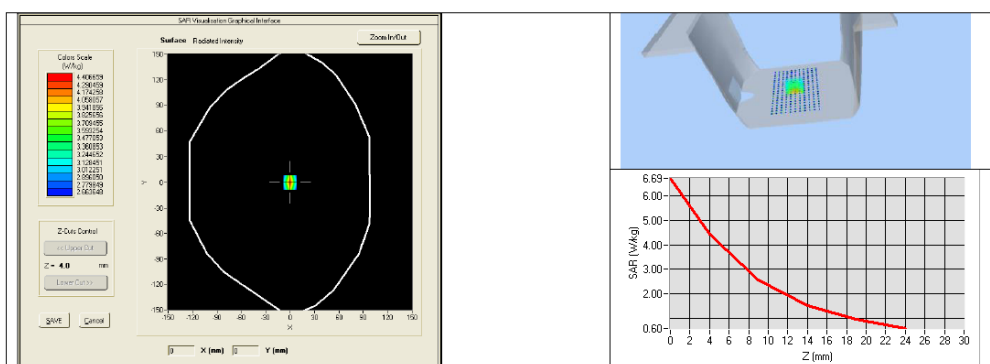 SAR Visualisation Graphical Interface
Surface Radiated Intensity
Zoom In/Out
Colors Scale
(W/kg)
4.406659
4.290459
4.174259
4.058057
3.941856
3.825656
3.709455
3.593254
3.477053
3.360853
3.244652
3.128451
3.012251
2.896050
2.779849
2.663648
150
120
90
60
30
0
-30
-60
-90
-120
-150
Y
-150 -120 -90 -60 -30 0 30 60 90 120 150
X
Z-Cuts Control
<< Upper Cut
Z = 4.0 mm
Lower Cut >>
SAVE Cancel
0 X (mm) 0 Y (mm)
6.69
6.00
5.00
4.00
3.00
2.00
0.60
SAR (W/kg)
0 2 4 6 8 10 12 14 16 18 20 22 24 26 28 30
Z (mm)